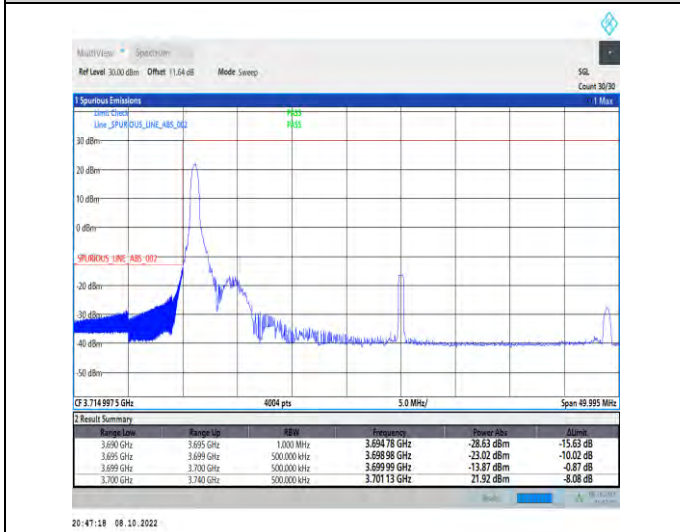 MultiView Spectrum
Ref Level 30.00 dBm Offset 11.64 dB Mode Sweep SGL
Count 30/30
1 Spurious Emissions 1 Max
Limit Check PASS
Line _SPURIOUS_LINE_ABS_002 PASS
30 dBm
20 dBm
10 dBm
0 dBm
_SPURIOUS_LINE_ABS_002
-20 dBm
-30 dBm
-40 dBm
-50 dBm
CF 3.714 997 5 GHz 4004 pts 5.0 MHz/ Span 49.995 MHz
2 Result Summary
Range Low Range Up RBW Frequency Power Abs ΔLimit
3.690 GHz 3.695 GHz 1.000 MHz 3.694 78 GHz -28.63 dBm -15.63 dB
3.695 GHz 3.699 GHz 500.000 kHz 3.698 98 GHz -23.02 dBm -10.02 dB
3.699 GHz 3.700 GHz 500.000 kHz 3.699 99 GHz -13.87 dBm -0.87 dB
3.700 GHz 3.740 GHz 500.000 kHz 3.701 13 GHz 21.92 dBm -8.08 dB
Ready
20:47:18 08.10.2022